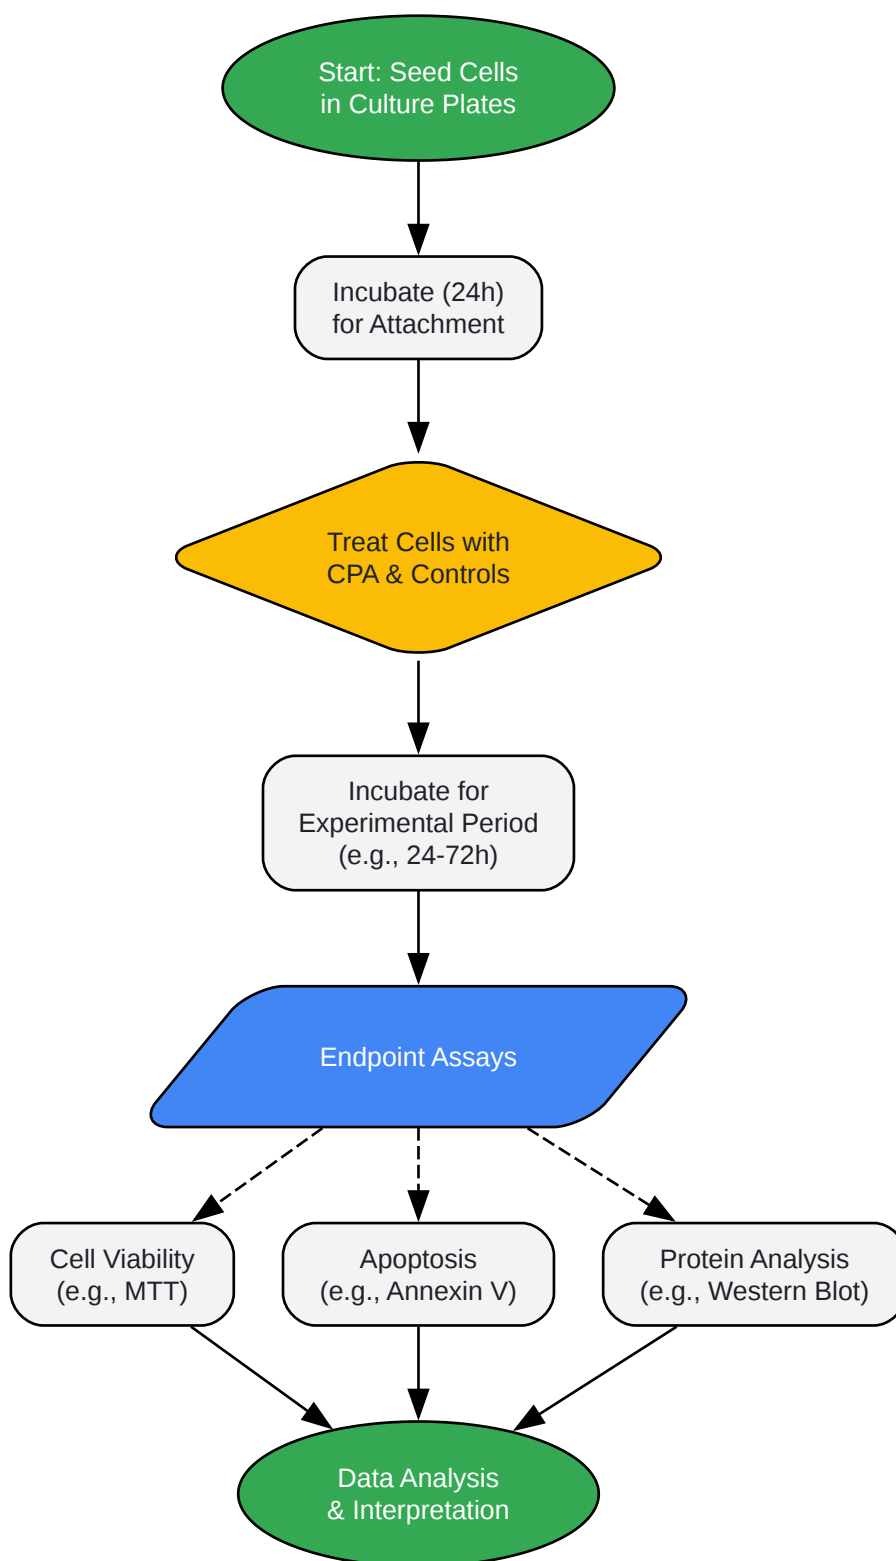 Start: Seed Cells
in Culture Plates
Incubate (24h)
for Attachment
Treat Cells with
CPA & Controls
Incubate for
Experimental Period
(e.g., 24-72h)
Endpoint Assays
Cell Viability
(e.g., MTT)
Apoptosis
(e.g., Annexin V)
Protein Analysis
(e.g., Western Blot)
Data Analysis
& Interpretation